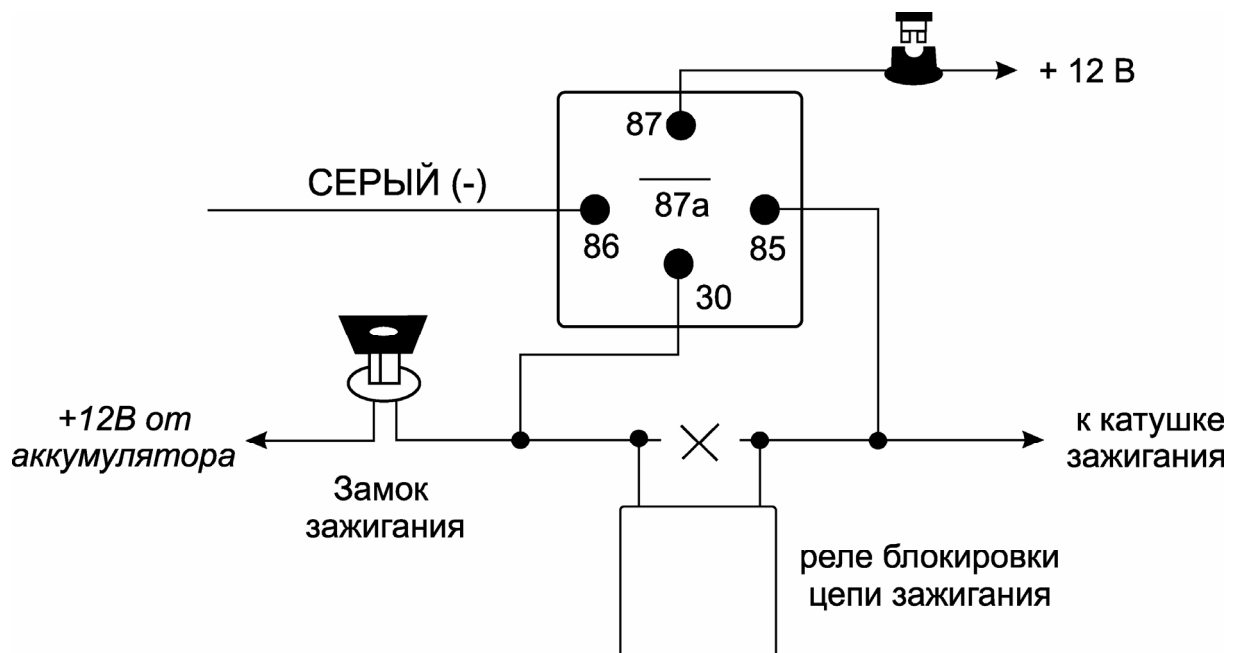 + 12 В
87
СЕРЫЙ (-)
87а
86
85
30
+12В от
аккумулятора
Замок
зажигания
к катушке
зажигания
реле блокировки
цепи зажигания